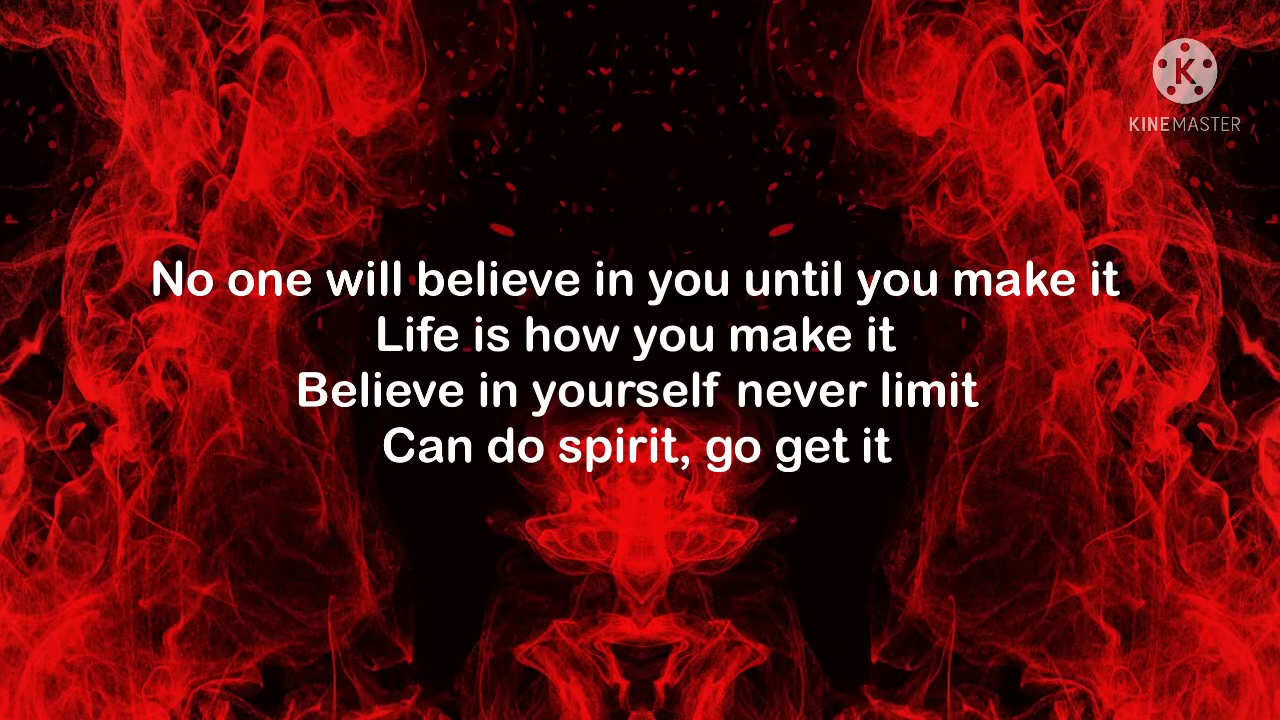 K
KINEMASTER
No one will believe in you until you make it
Life is how you make it
Believe in yourself never limit
Can do spirit, go get it